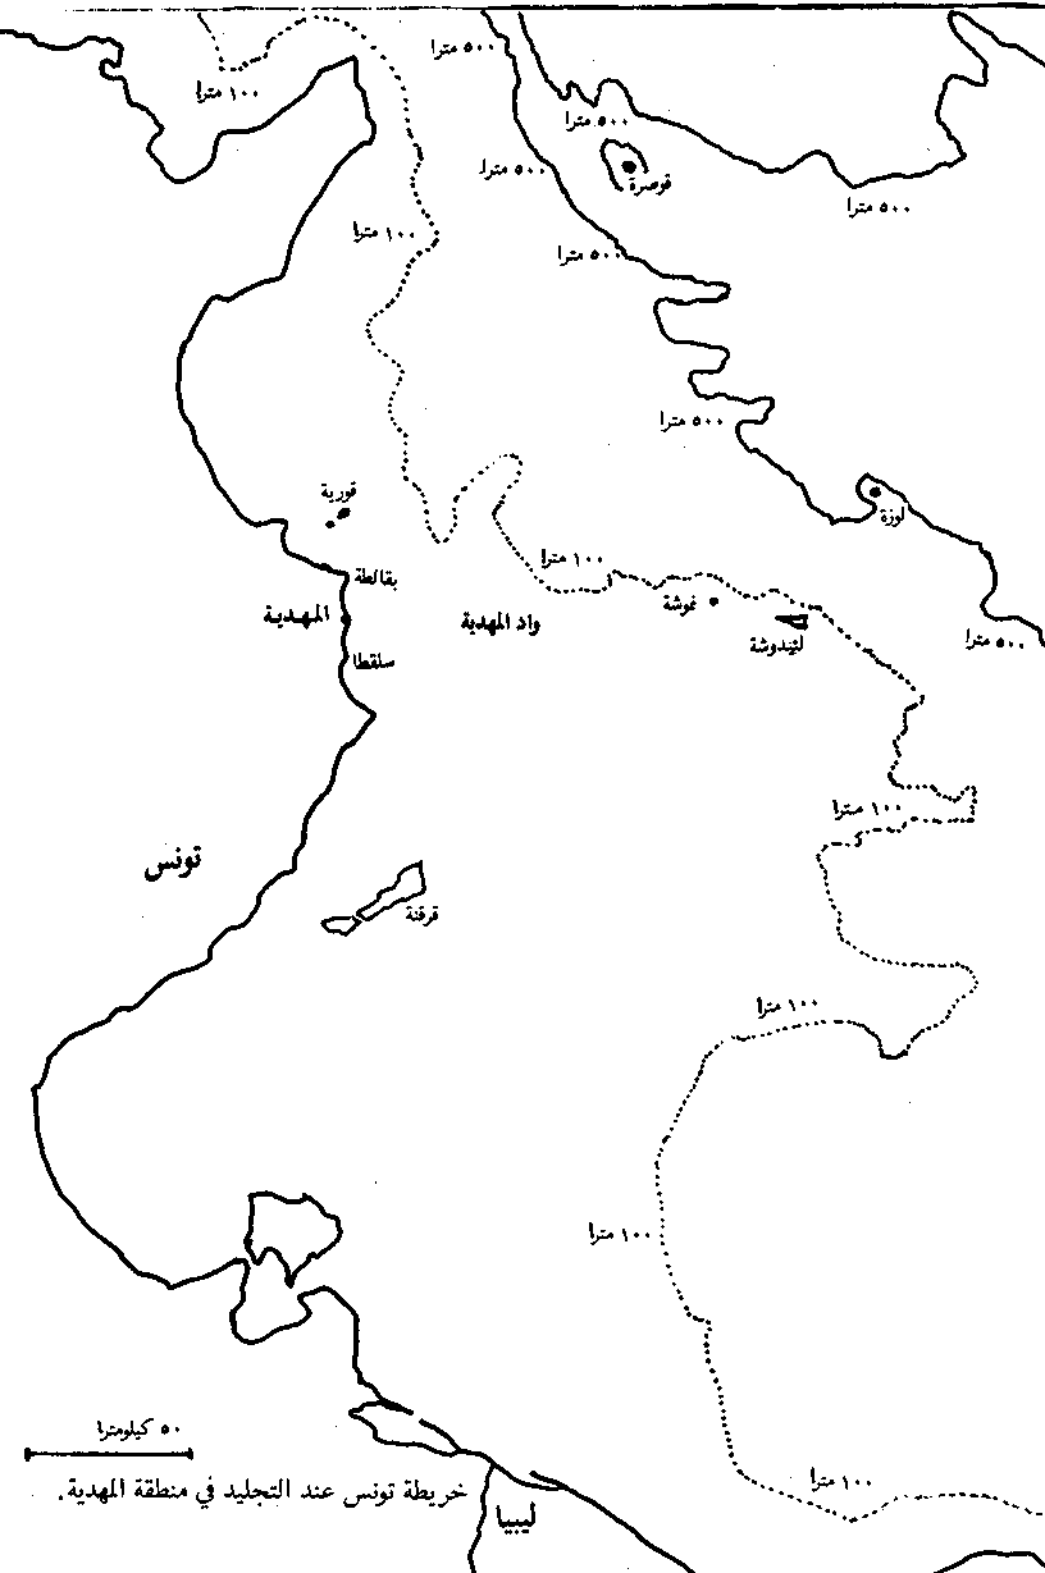 ٥٠٠ مترا
١٠٠ مترا
٥٠٠ مترا
٥٠٠ مترا
قوصرة
٥٠٠ مترا
١٠٠ مترا
٥٠٠ مترا
٥٠٠ مترا
قورية
لوزة
١٠٠ مترا
بقالطة
نموشة
المهدية
واد المهدية
لنبدوشة
٥٠٠ مترا
سلقطا
١٠٠ مترا
تونس
قرقنة
١٠٠ مترا
١٠٠ مترا
٥٠ كيلومترا
١٠٠ مترا
خريطة تونس عند التجليد في منطقة المهدية.
ليبيا